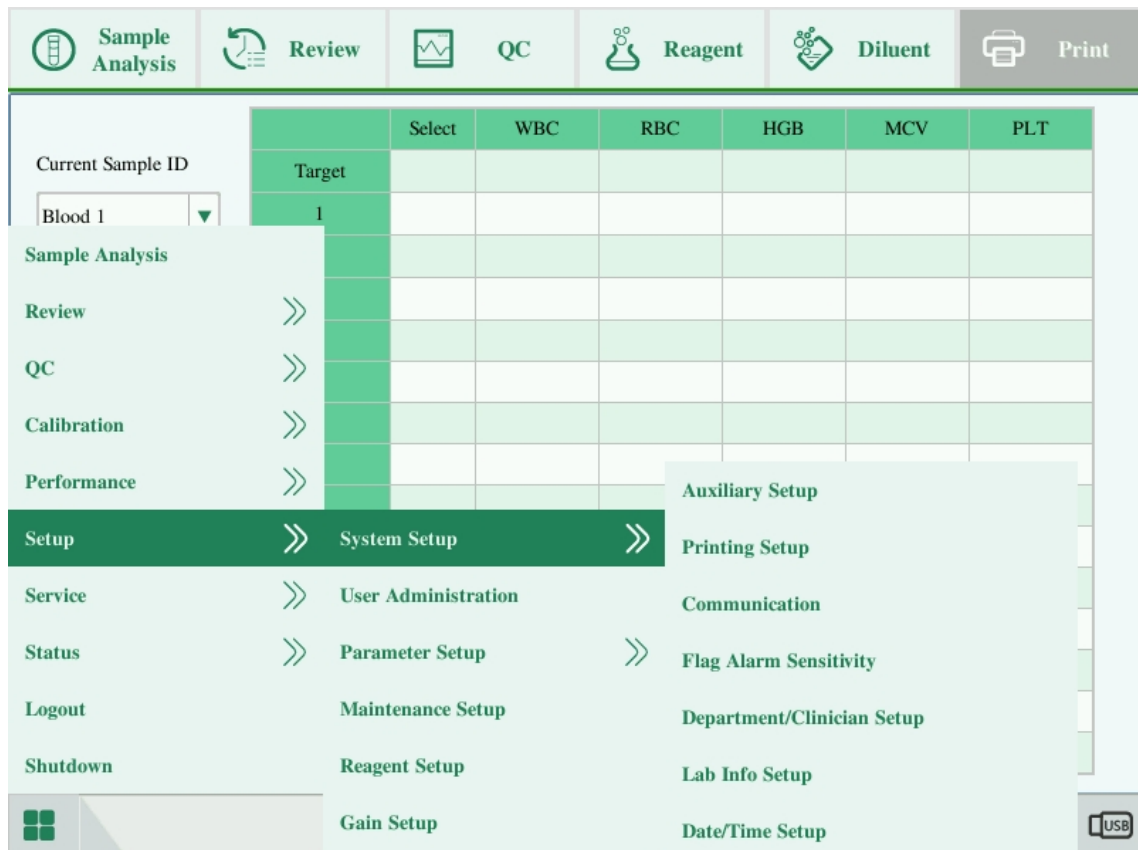 Sample
Analysis
Review
QC
Reagent
Diluent
Print
Select WBC RBC HGB MCV PLT
Current Sample ID
Target
Blood 1
1
Sample Analysis
Review
QC
Calibration
Performance
Setup
Service
Status
Logout
Shutdown
System Setup
User Administration
Parameter Setup
Maintenance Setup
Reagent Setup
Gain Setup
Auxiliary Setup
Printing Setup
Communication
Flag Alarm Sensitivity
Department/Clinician Setup
Lab Info Setup
Date/Time Setup
USB